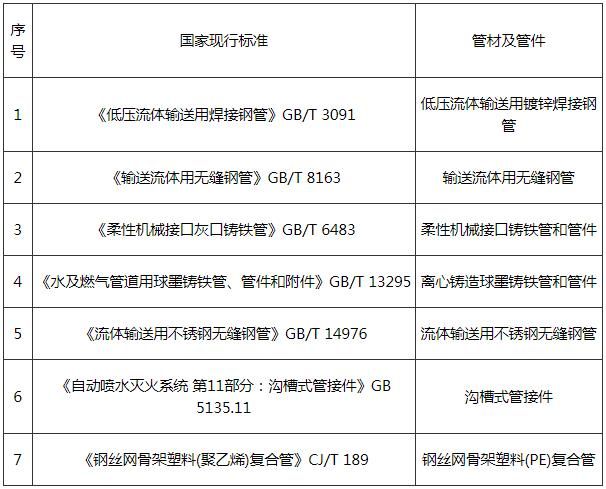 序
号
国家现行标准
管材及管件
1
《低压流体输送用焊接钢管》GB/T 3091
低压流体输送用镀锌焊接钢
管
2
《输送流体用无缝钢管》GB/T 8163
输送流体用无缝钢管
3
《柔性机械接口灰口铸铁管》GB/T 6483
柔性机械接口铸铁管和管件
4
《水及燃气管道用球墨铸铁管、管件和附件》GB/T 13295
离心铸造球墨铸铁管和管件
5
《流体输送用不锈钢无缝钢管》GB/T 14976
流体输送用不锈钢无缝钢管
6
《自动喷水灭火系统 第11部分：沟槽式管接件》GB
5135.11
沟槽式管接件
7
《钢丝网骨架塑料(聚乙烯)复合管》CJ/T 189
钢丝网骨架塑料(PE)复合管